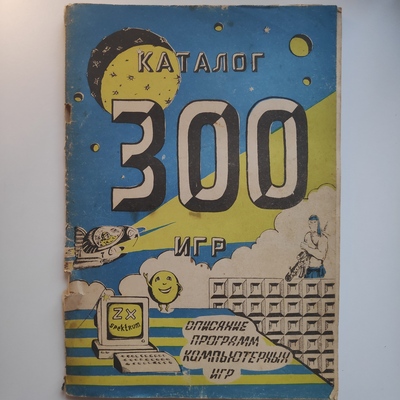 КАТАЛОГ
300
ИГР
ZX
spektrum
ОПИСАНИЕ
ПРОГРАММ
КОМПЬЮТЕРНЫХ
ИГР